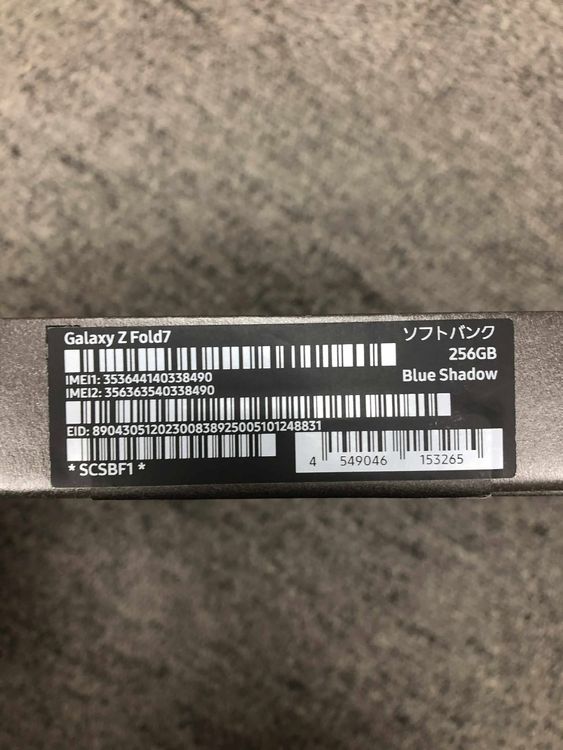 Galaxy Z Fold7
ソフトバンク
256GB
Blue Shadow
IMEI1: 353644140338490
IMEI2: 356363540338490
EID: 89043051202300838925005101248831
* SCSBF1 *
4 549046 153265